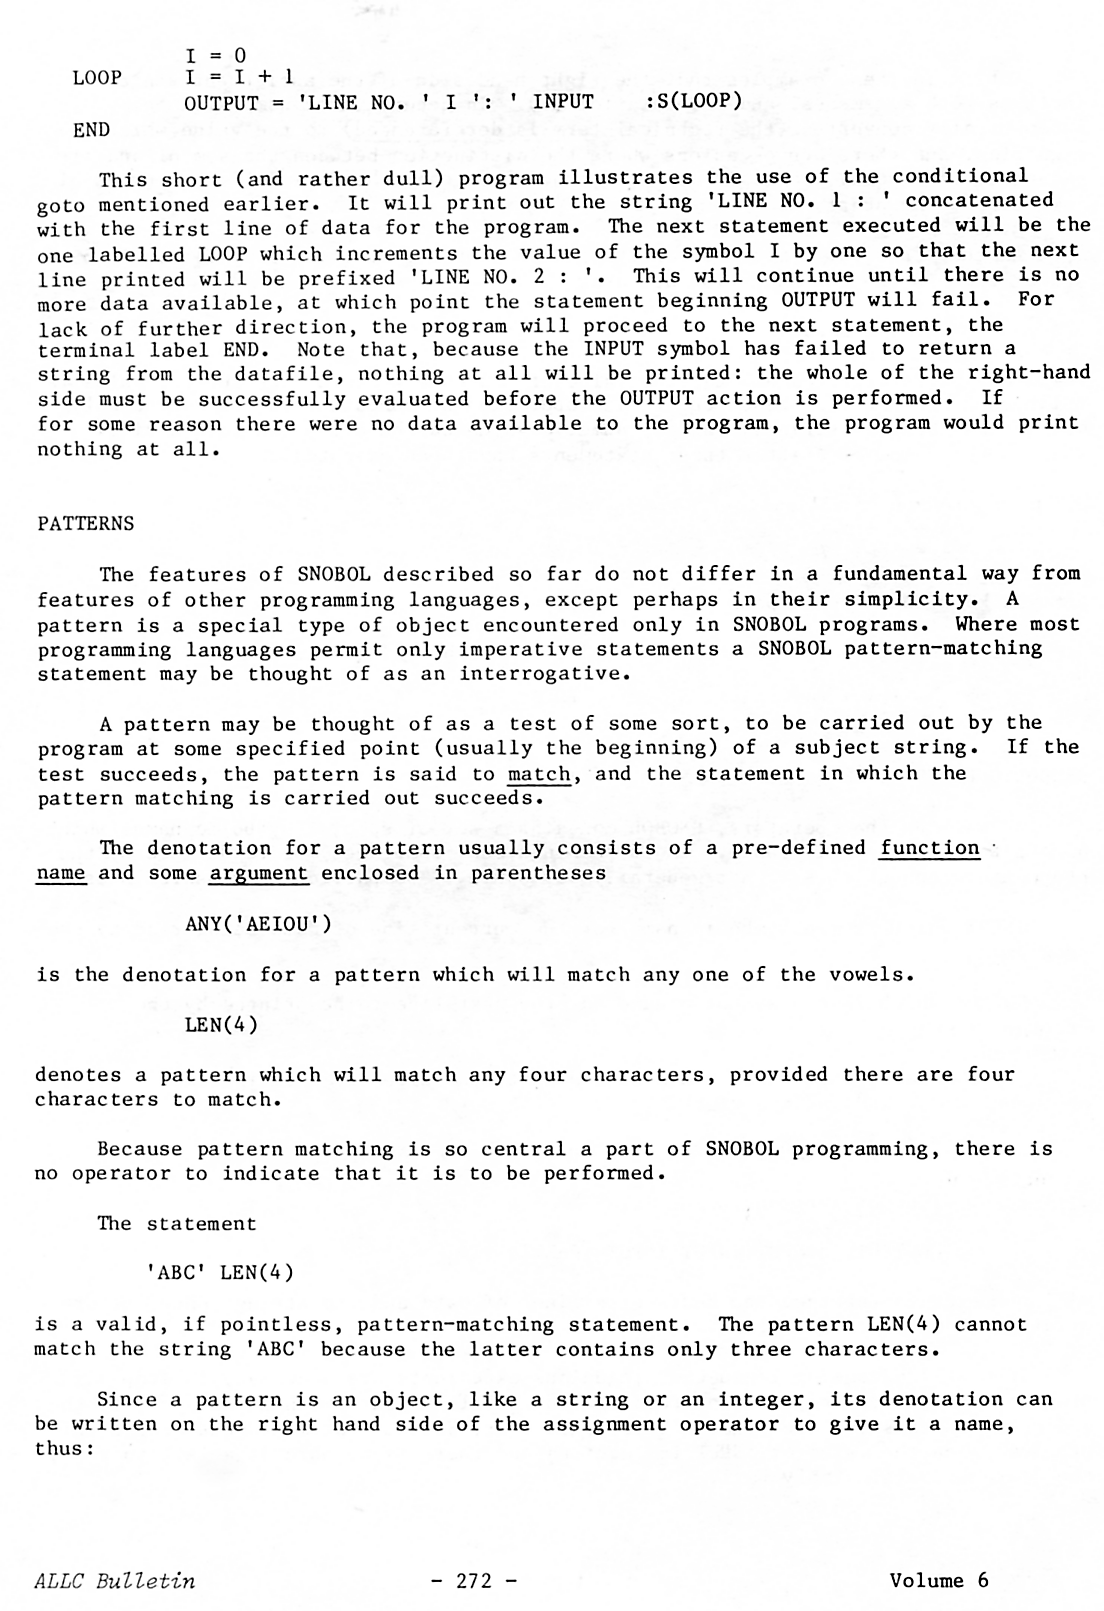 I = 0
LOOP I = I + 1
OUTPUT = 'LINE NO. ' I ': ' INPUT :S(LOOP)
END
This short (and rather dull) program illustrates the use of the conditional
goto mentioned earlier. It will print out the string 'LINE NO. 1 : ' concatenated
with the first line of data for the program. The next statement executed will be the
one labelled LOOP which increments the value of the symbol I by one so that the next
line printed will be prefixed 'LINE NO. 2 : '. This will continue until there is no
more data available, at which point the statement beginning OUTPUT will fail. For
lack of further direction, the program will proceed to the next statement, the
terminal label END. Note that, because the INPUT symbol has failed to return a
string from the datafile, nothing at all will be printed: the whole of the right-hand
side must be successfully evaluated before the OUTPUT action is performed. If
for some reason there were no data available to the program, the program would print
nothing at all.
PATTERNS
The features of SNOBOL described so far do not differ in a fundamental way from
features of other programming languages, except perhaps in their simplicity. A
pattern is a special type of object encountered only in SNOBOL programs. Where most
programming languages permit only imperative statements a SNOBOL pattern-matching
statement may be thought of as an interrogative.
A pattern may be thought of as a test of some sort, to be carried out by the
program at some specified point (usually the beginning) of a subject string. If the
test succeeds, the pattern is said to match, and the statement in which the
pattern matching is carried out succeeds.
The denotation for a pattern usually consists of a pre-defined function
name and some argument enclosed in parentheses
ANY('AEIOU')
is the denotation for a pattern which will match any one of the vowels.
LEN(4)
denotes a pattern which will match any four characters, provided there are four
characters to match.
Because pattern matching is so central a part of SNOBOL programming, there is
no operator to indicate that it is to be performed.
The statement
'ABC' LEN(4)
is a valid, if pointless, pattern-matching statement. The pattern LEN(4) cannot
match the string 'ABC' because the latter contains only three characters.
Since a pattern is an object, like a string or an integer, its denotation can
be written on the right hand side of the assignment operator to give it a name,
thus:
ALLC Bulletin - 272 - Volume 6